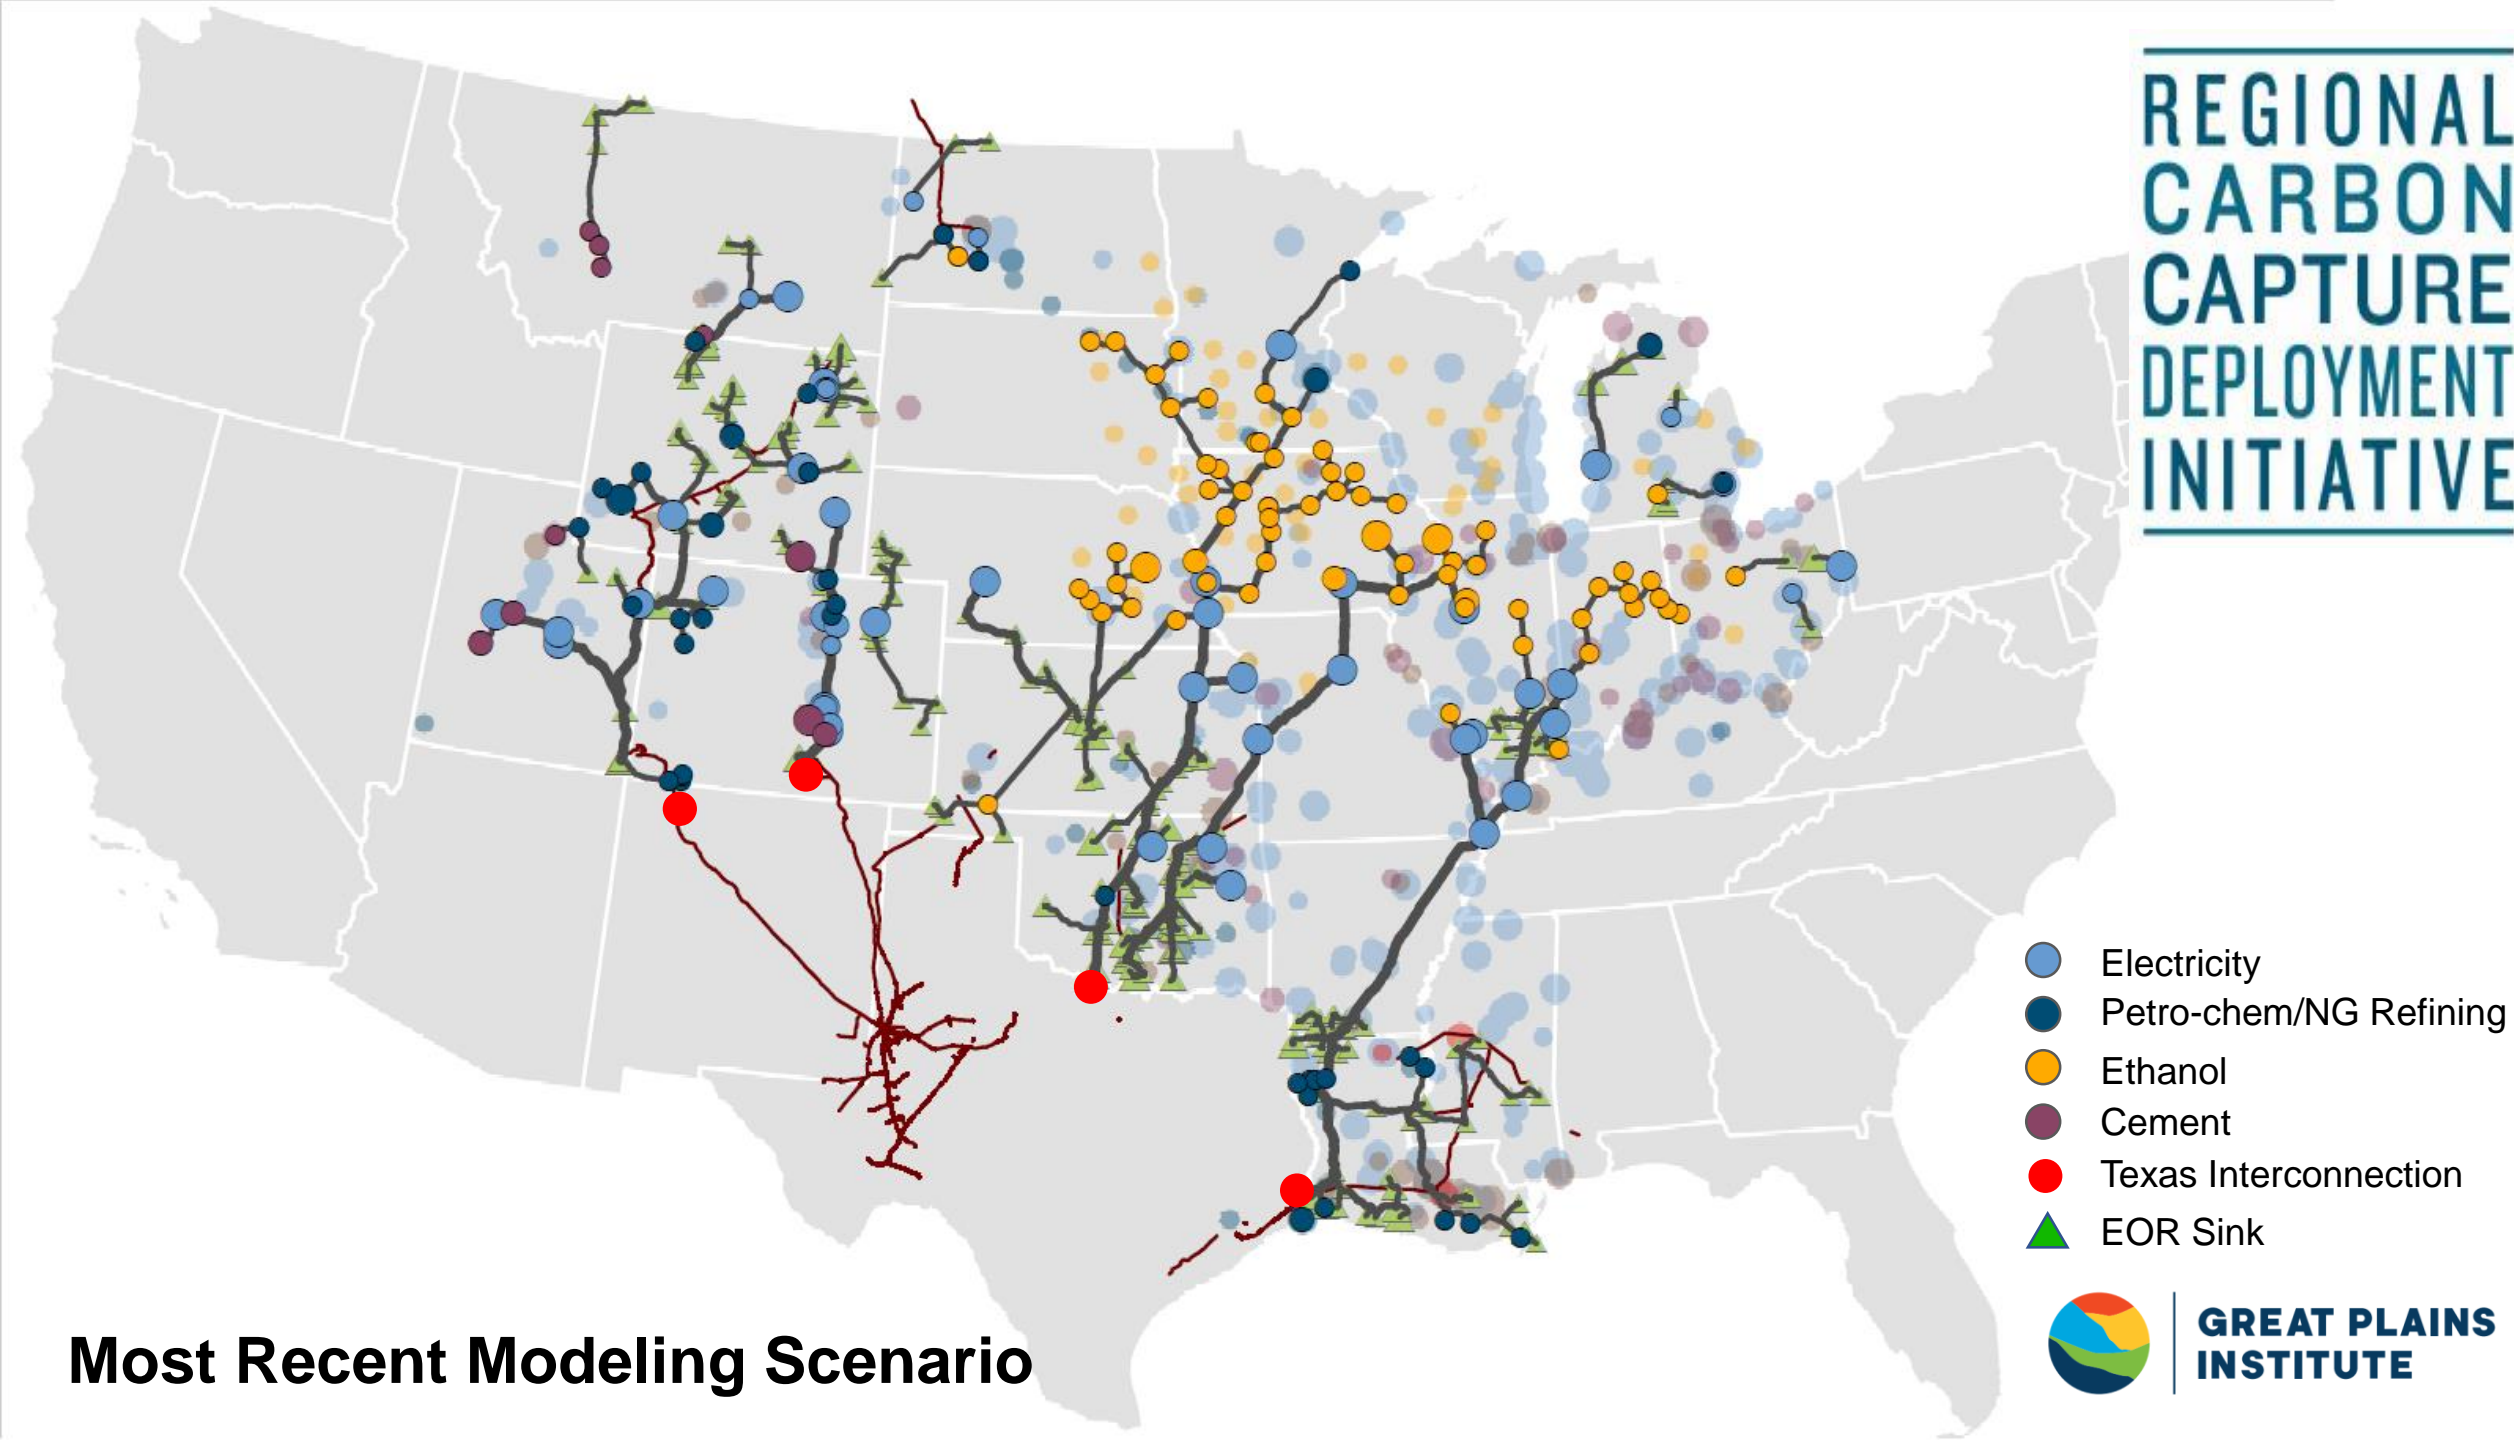 REGIONAL
CARBON
CAPTURE
DEPLOYMENT
INITIATIVE
Electricity
Petro-chem/NG Refining
Ethanol
Cement
Texas Interconnection
EOR Sink
GREAT PLAINS
INSTITUTE
Most Recent Modeling Scenario